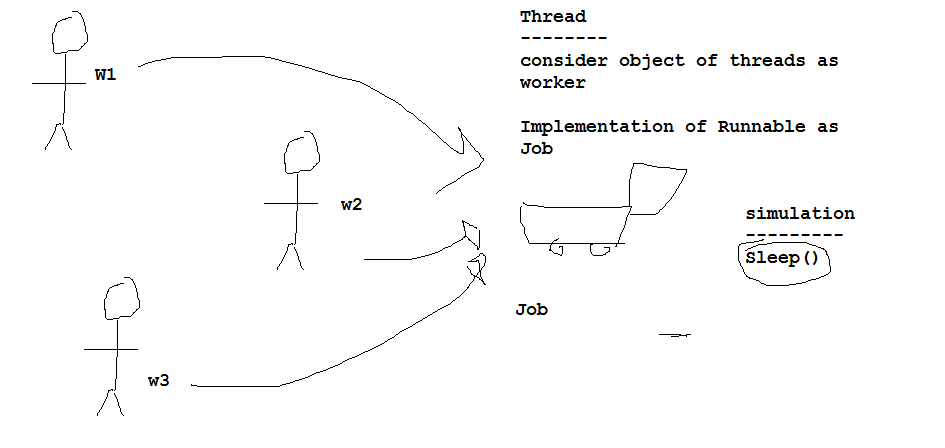 Thread
--------
consider object of threads as
worker
W1
Implementation of Runnable as
Job
w2
simulation
---------
Sleep()
Job
w3